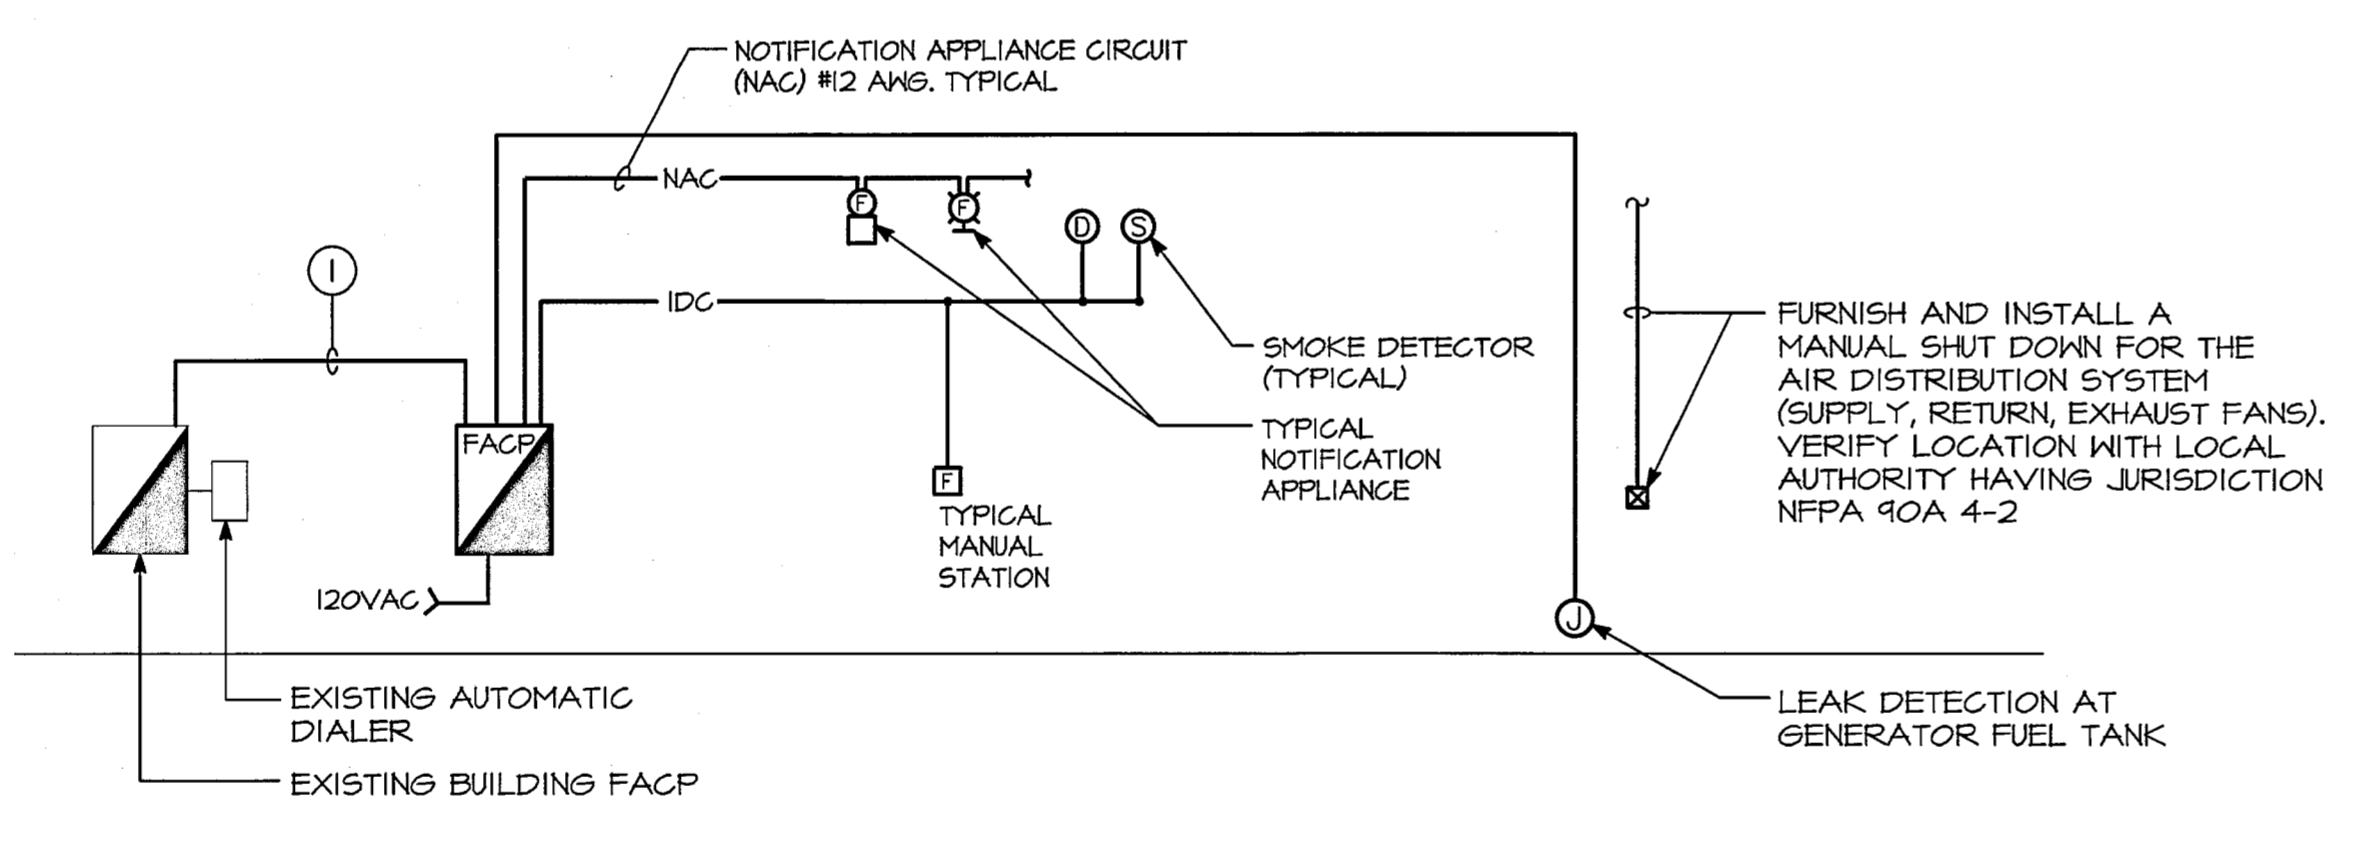 NOTIFICATION APPLIANCE CIRCUIT
(NAC) #12 AWG. TYPICAL
NAC
F
F
D
S
1
IDC
SMOKE DETECTOR
(TYPICAL)
FURNISH AND INSTALL A
MANUAL SHUT DOWN FOR THE
AIR DISTRIBUTION SYSTEM
(SUPPLY, RETURN, EXHAUST FANS).
VERIFY LOCATION WITH LOCAL
AUTHORITY HAVING JURISDICTION
NFPA 90A 4-2
FACP
TYPICAL
NOTIFICATION
APPLIANCE
F
TYPICAL
MANUAL
STATION
120VAC
J
EXISTING AUTOMATIC
DIALER
LEAK DETECTION AT
GENERATOR FUEL TANK
EXISTING BUILDING FACP